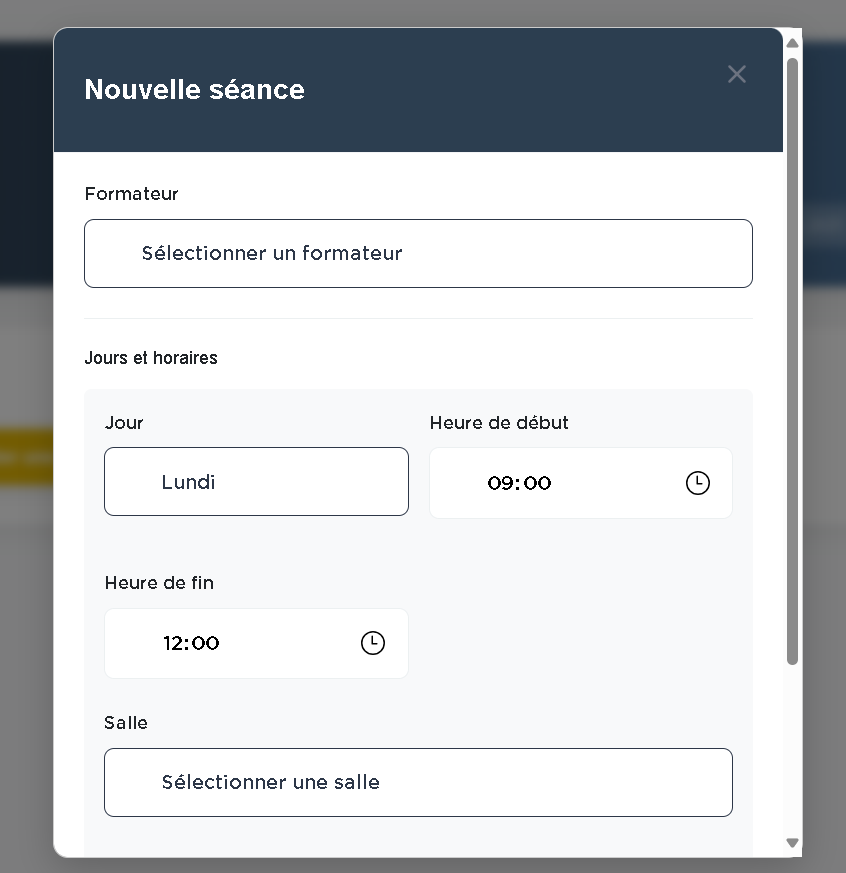 Nouvelle séance
Formateur
Sélectionner un formateur
Jours et horaires
Jour
Heure de début
Lundi
09:00
Heure de fin
12:00
Salle
Sélectionner une salle